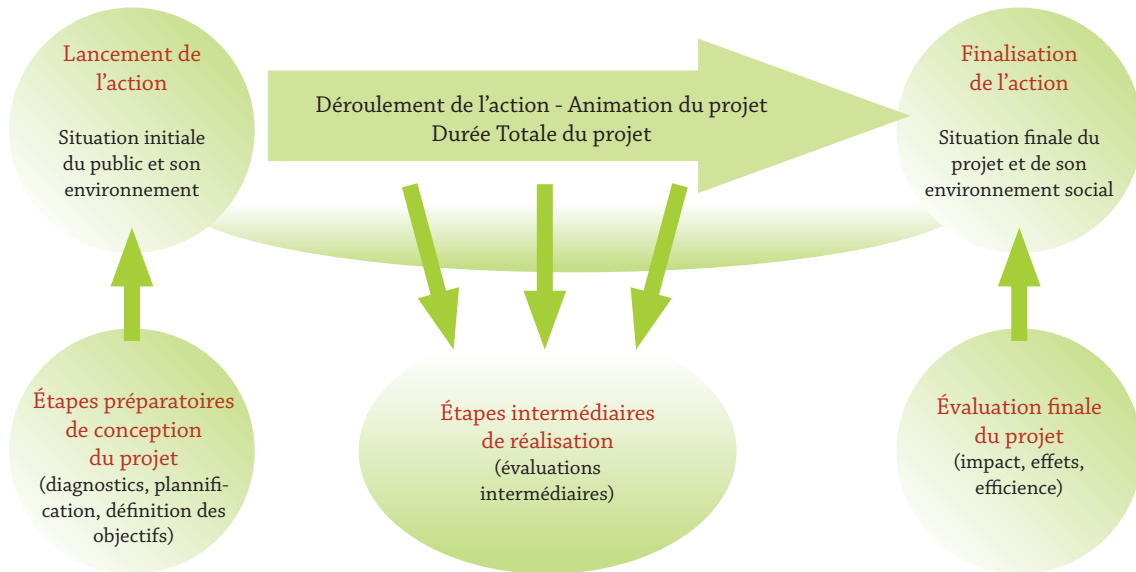 Lancement de
l’action
Situation initiale
du public et son
environnement
Déroulement de l’action - Animation du projet
Durée Totale du projet
Finalisation
de l’action
Situation finale du
projet et de son
environnement social
Étapes préparatoires
de conception
du projet
(diagnostics, plannifi-
cation, définition des
objectifs)
Étapes intermédiaires
de réalisation
(évaluations
intermédiaires)
Évaluation finale
du projet
(impact, effets,
efficience)